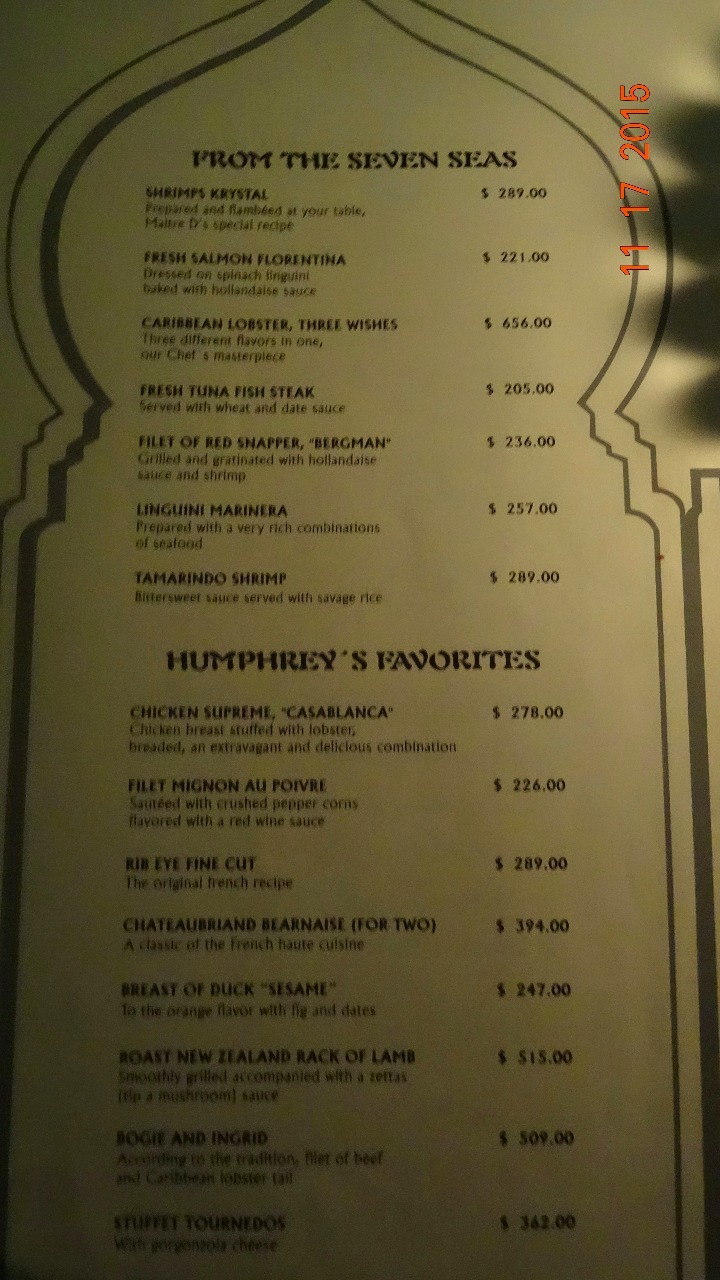 FROM THE SEVEN SEAS
SHRIMPS KRYSTAL $ 289.00
Prepared and flambéed at your table,
Maitre D's special recipe
FRESH SALMON FLORENTINA $ 221.00
Dressed on spinach linguini
baked with hollandaise sauce
CARIBBEAN LOBSTER, THREE WISHES $ 656.00
Three different flavors in one,
our Chef´s masterpiece
FRESH TUNA FISH STEAK $ 205.00
Served with wheat and date sauce
FILET OF RED SNAPPER, "BERGMAN" $ 236.00
Grilled and gratinated with hollandaise
sauce and shrimp
LINGUINI MARINERA $ 257.00
Prepared with a very rich combinations
of seafood
TAMARINDO SHRIMP $ 289.00
Bittersweet sauce served with savage rice
HUMPHREY´S FAVORITES
CHICKEN SUPREME, "CASABLANCA" $ 278.00
Chicken breast stuffed with lobster,
breaded, an extravagant and delicious combination
FILET MIGNON AU POIVRE $ 226.00
Sautéed with crushed pepper corns
flavored with a red wine sauce
RIB EYE FINE CUT $ 289.00
The original french recipe
CHATEAUBRIAND BEARNAISE (FOR TWO) $ 394.00
A classic of the French haute cuisine
BREAST OF DUCK "SESAME" $ 247.00
To the orange flavor with fig and dates
ROAST NEW ZEALAND RACK OF LAMB $ 515.00
Smoothly grilled accompanied with a zettas
(tip a mushroom) sauce
BOGIE AND INGRID $ 509.00
According to the tradition, filet of beef
and Caribbean lobster tail
STUFFET TOURNEDOS $ 362.00
With gorgonzola cheese
11 17 2015